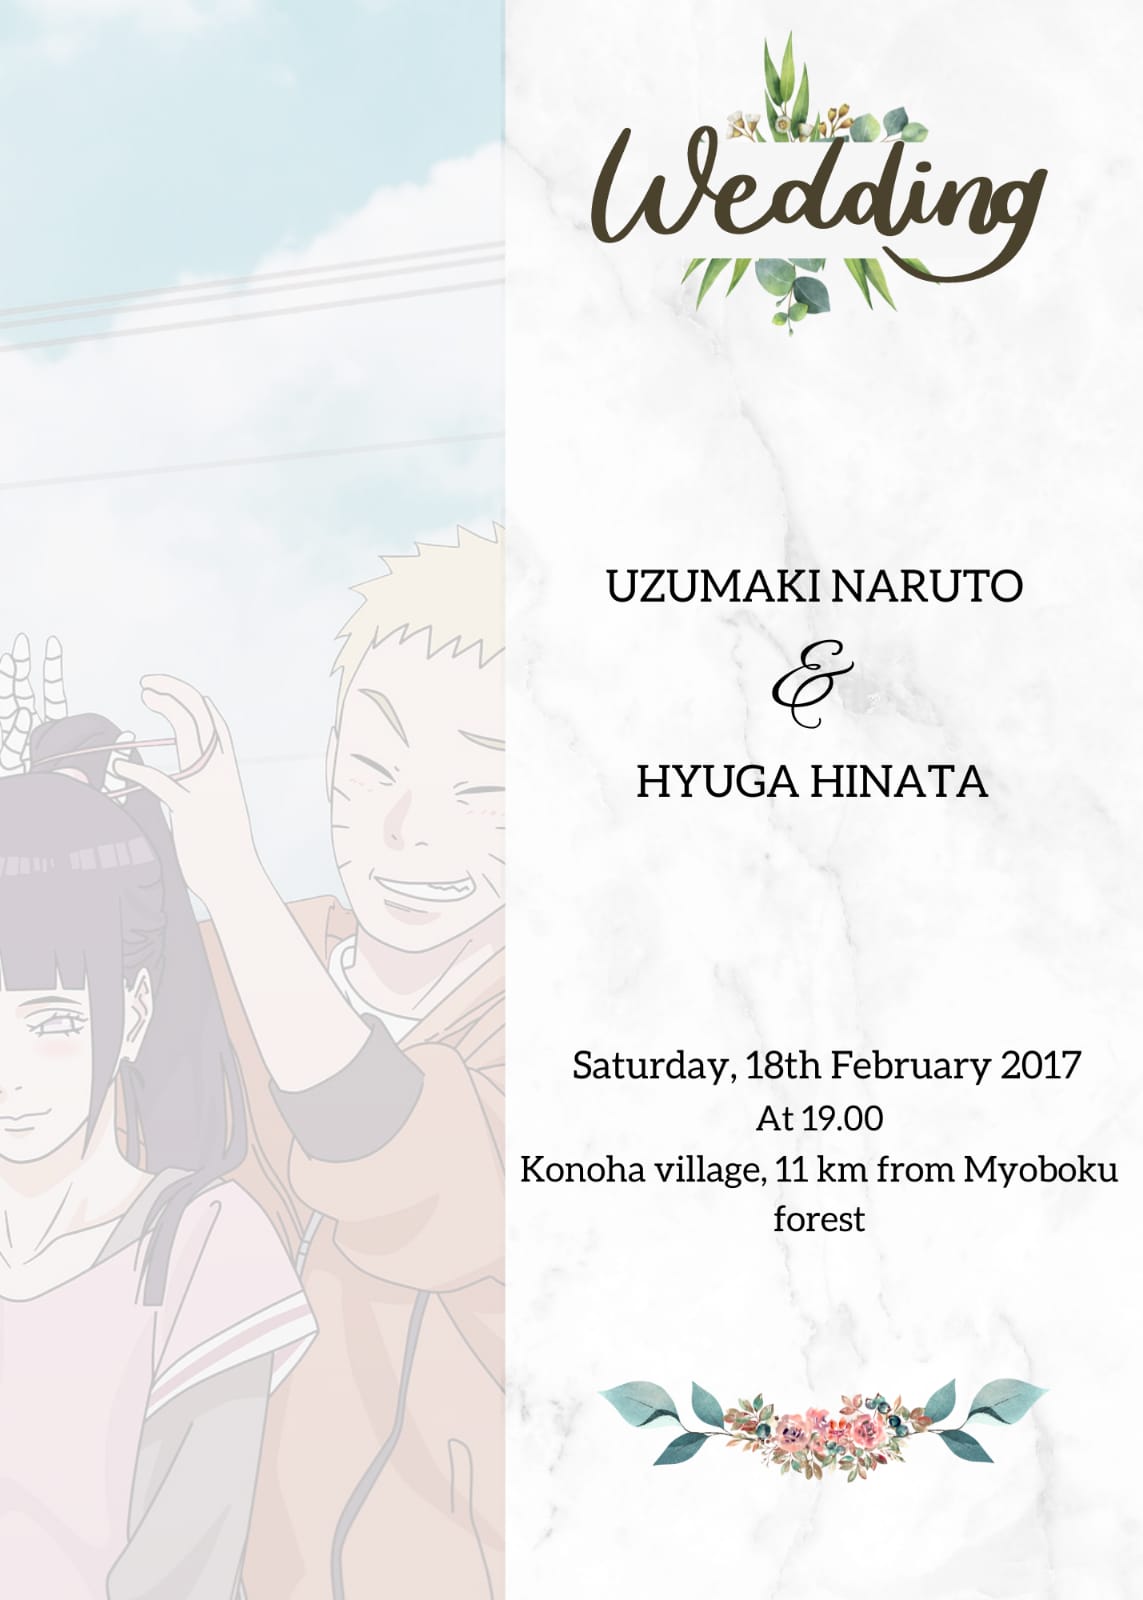 Wedding
UZUMAKI NARUTO
&
HYUGA HINATA
Saturday, 18th February 2017
At 19.00
Konoha village, 11 km from Myoboku
forest